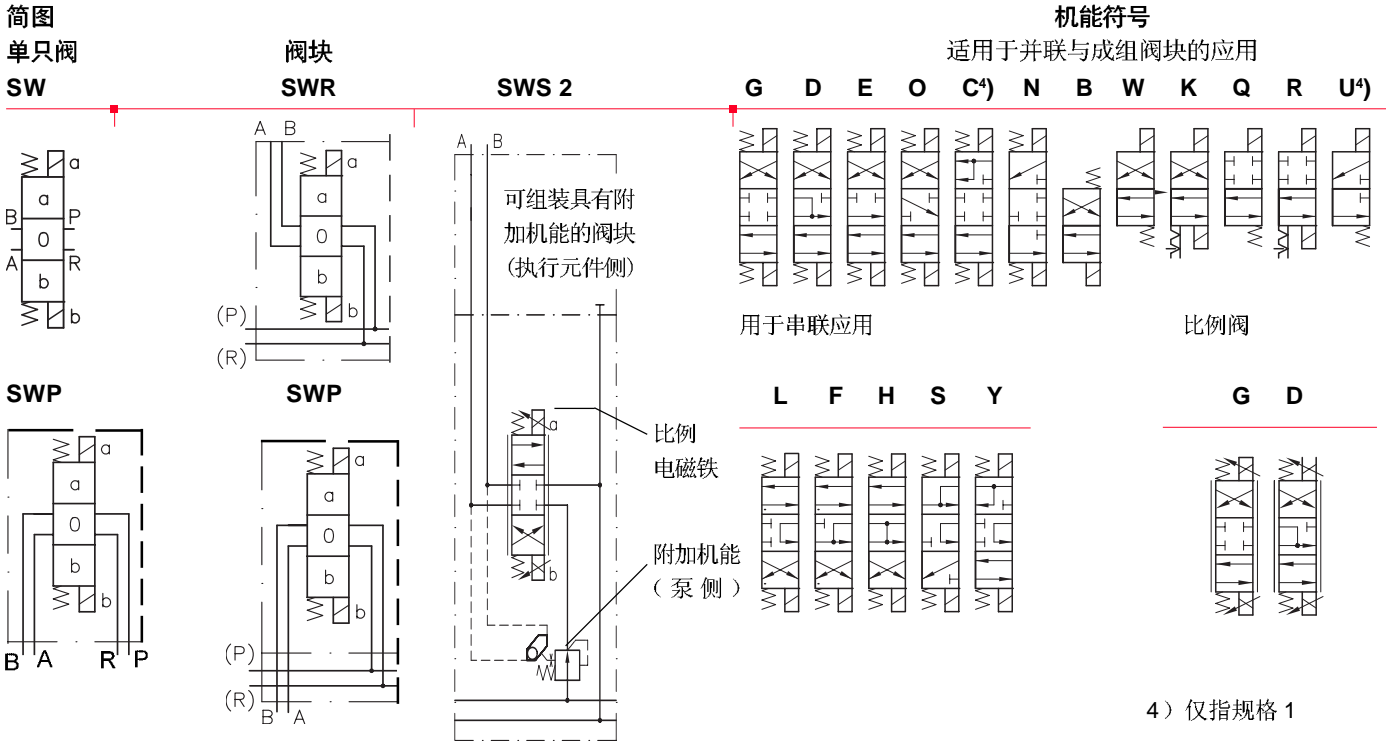 简图
机能符号
单只阀
阀块
适用于并联与成组阀块的应用
SW
SWR
SWS 2
G D E O C⁴) N B W K Q R U⁴)
A B
A B
a
a
a
a
可组装具有附
加机能的阀块
(执行元件侧)
B P
0
0
A R
b
b
b
b
(P)
(R)
用于串联应用
比例阀
SWP
SWP
L F H S Y
G D
a
a
a
a
a
比例
电磁铁
0
0
b
b
b
b
b
附加机能
（泵侧）
B A R P
(P)
(R)
B A
4）仅指规格 1